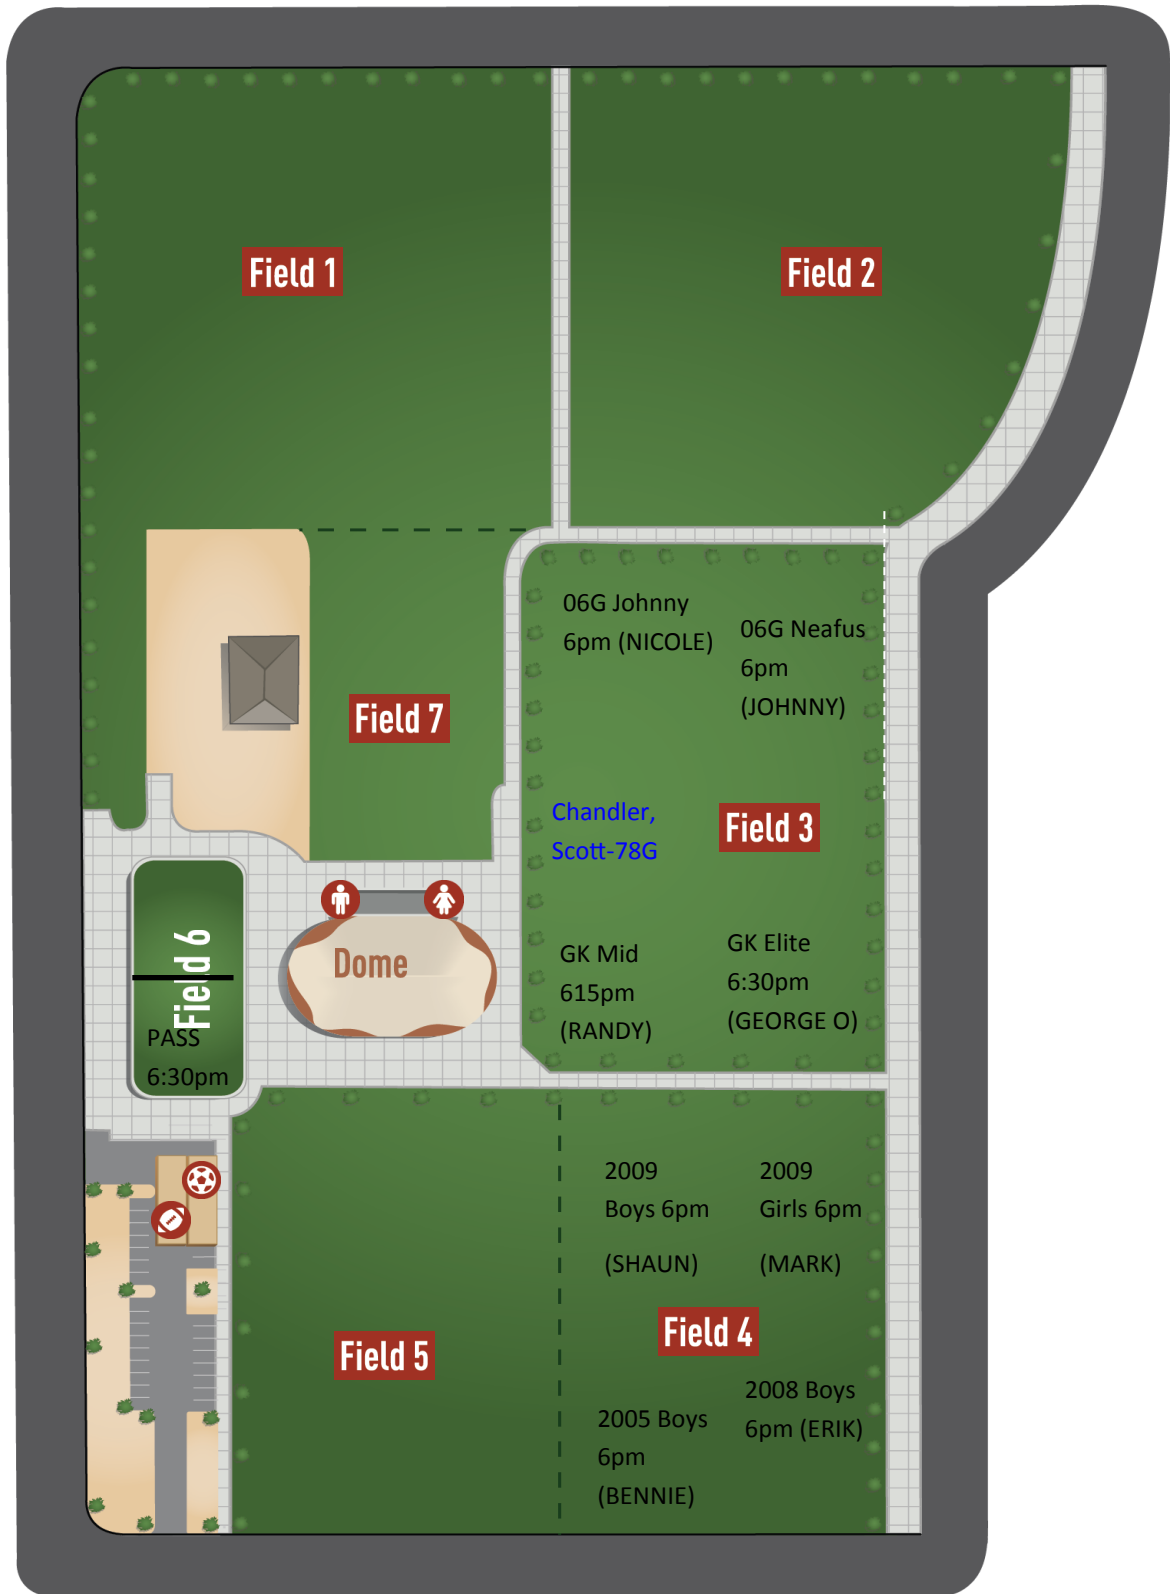 Field 1
Field 2
06G Johnny
6pm (NICOLE)
06G Neafus
6pm
(JOHNNY)
Field 7
Chandler,
Scott-78G
Field 3
Field 6
PASS
6:30pm
Dome
GK Mid
615pm
(RANDY)
GK Elite
6:30pm
(GEORGE O)
2009
Boys 6pm
(SHAUN)
2009
Girls 6pm
(MARK)
Field 4
Field 5
2005 Boys
6pm
(BENNIE)
2008 Boys
6pm (ERIK)